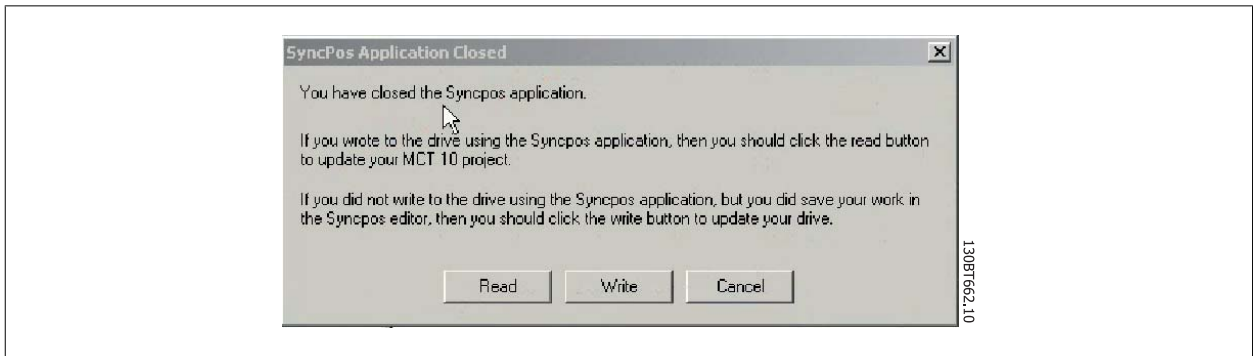 SyncPos Application Closed
You have closed the Syncpos application.
If you wrote to the drive using the Syncpos application, then you should click the read button
to update your MCT 10 project.
If you did not write to the drive using the Syncpos application, but you did save your work in
the Syncpos editor, then you should click the write button to update your drive.
Read
Write
Cancel
130BT662.10